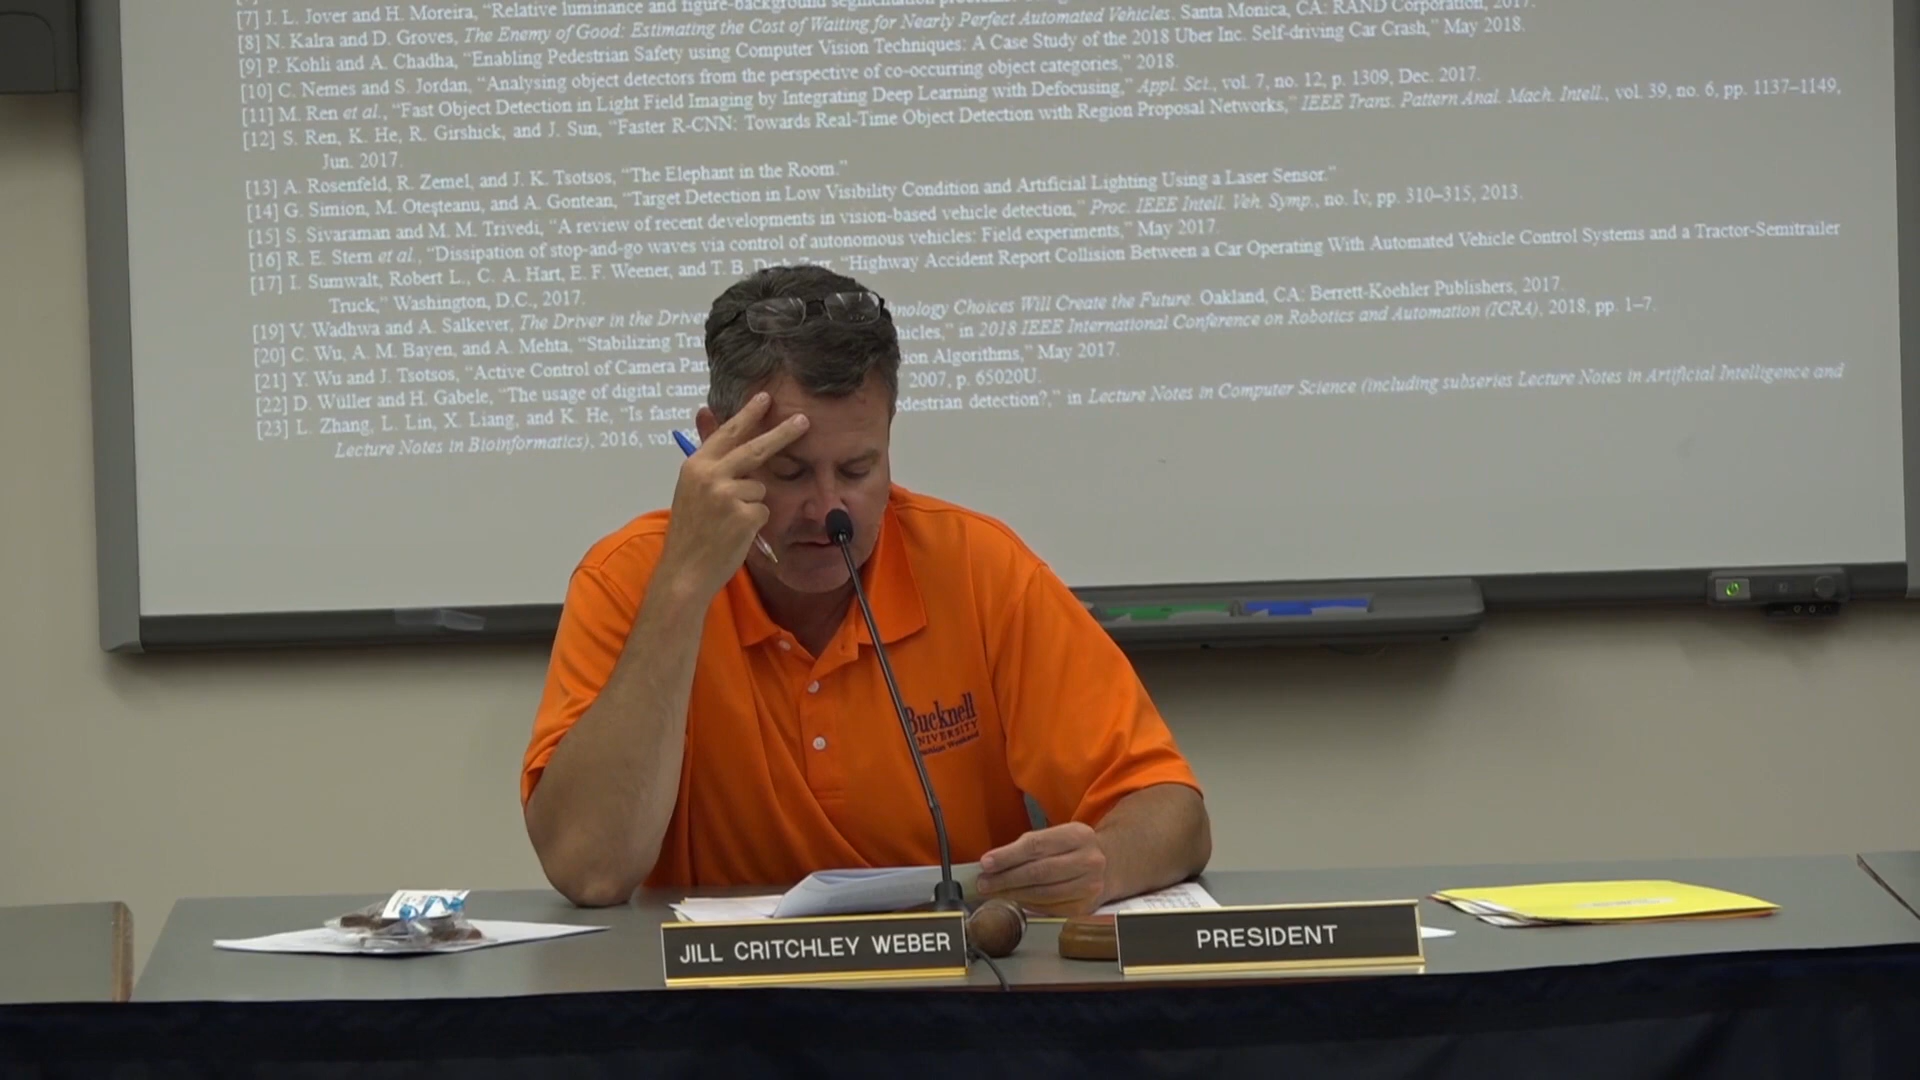 [7] J. L. Jover and H. Moreira, “Relative luminance and figure-background segmentation
[8] N. Kalra and D. Groves, The Enemy of Good: Estimating the Cost of Waiting for Nearly Perfect Automated Vehicles. Santa Monica, CA: RAND Corporation, 2017.
[9] P. Kohli and A. Chadha, “Enabling Pedestrian Safety using Computer Vision Techniques: A Case Study of the 2018 Uber Inc. Self-driving Car Crash,” May 2018.
[10] C. Nemes and S. Jordan, “Analysing object detectors from the perspective of co-occurring object categories,” 2018.
[11] M. Ren et al., “Fast Object Detection in Light Field Imaging by Integrating Deep Learning with Defocusing,” Appl. Sct., vol. 7, no. 12, p. 1309, Dec. 2017.
[12] S. Ren, K. He, R. Girshick, and J. Sun, “Faster R-CNN: Towards Real-Time Object Detection with Region Proposal Networks,” IEEE Trans. Pattern Anal. Mach. Intell., vol. 39, no. 6, pp. 1137–1149,
Jun. 2017.
[13] A. Rosenfeld, R. Zemel, and J. K. Tsotsos, “The Elephant in the Room.”
[14] G. Simion, M. Oteşteanu, and A. Gontean, “Target Detection in Low Visibility Condition and Artificial Lighting Using a Laser Sensor.”
[15] S. Sivaraman and M. M. Trivedi, “A review of recent developments in vision-based vehicle detection,” Proc. IEEE Intell. Veh. Symp., no. Iv, pp. 310–315, 2013.
[16] R. E. Stern et al., “Dissipation of stop-and-go waves via control of autonomous vehicles: Field experiments,” May 2017.
[17] I. Sumwalt, Robert L., C. A. Hart, E. F. Weener, and T. B. “Highway Accident Report Collision Between a Car Operating With Automated Vehicle Control Systems and a Tractor-Semitrailer
Truck,” Washington, D.C., 2017.
[19] V. Wadhwa and A. Salkever, The Driver in the Driver nology Choices Will Create the Future. Oakland, CA: Berrett-Koehler Publishers, 2017.
[20] C. Wu, A. M. Bayen, and A. Mehta, “Stabilizing Tra hicles,” in 2018 IEEE International Conference on Robotics and Automation (ICRA), 2018, pp. 1–7.
[21] Y. Wu and J. Tsotsos, “Active Control of Camera Par ion Algorithms,” May 2017.
[22] D. Wüller and H. Gabele, “The usage of digital came 2007, p. 65020U.
[23] L. Zhang, L. Lin, X. Liang, and K. He, “Is faster edestrian detection?,” in Lecture Notes in Computer Science (including subseries Lecture Notes in Artificial Intelligence and
Lecture Notes in Bioinformatics), 2016, vol
Bucknell
UNIVERSITY
Weekend
JILL CRITCHLEY WEBER
PRESIDENT